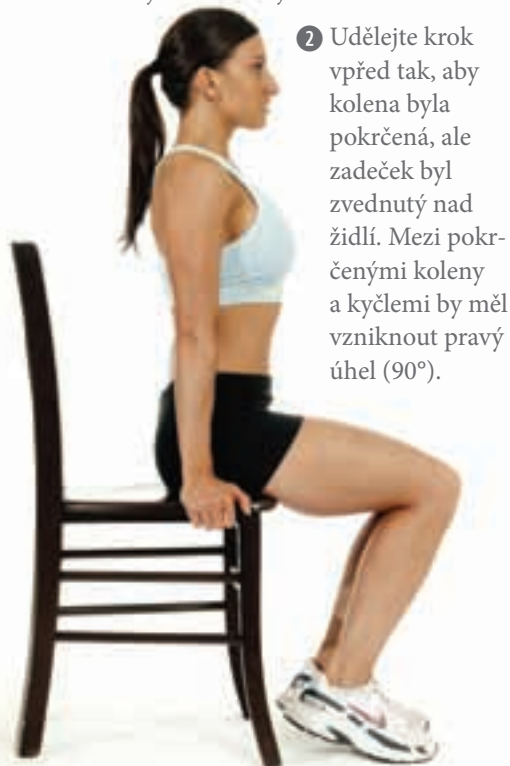 2 Udělejte krok
vpřed tak, aby
kolena byla
pokrčená, ale
zadeček byl
zvednutý nad
židlí. Mezi pokr-
čenými koleny
a kyčlemi by měl
vzniknout pravý
úhel (90°).